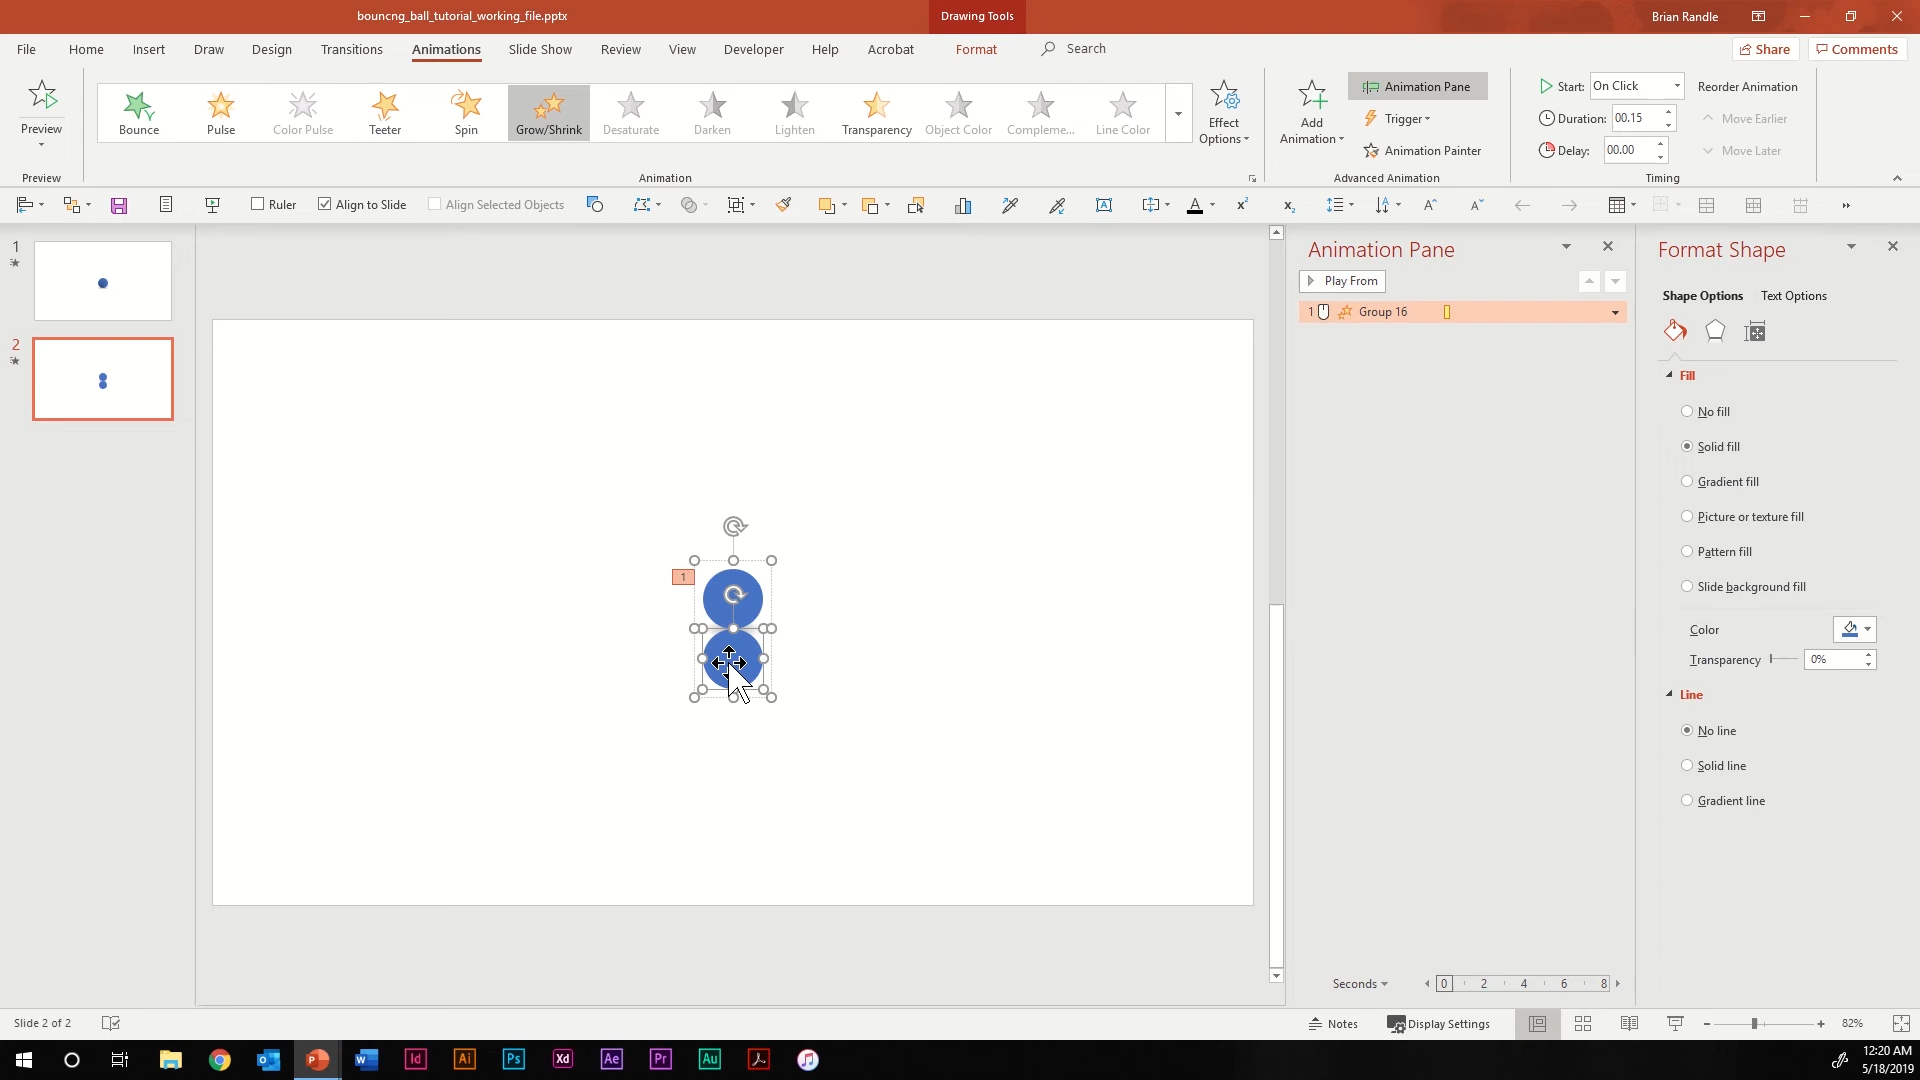 bouncng_ball_tutorial_working_file.pptx
Drawing Tools
Brian Randle
File Home Insert Draw Design Transitions Animations Slide Show Review View Developer Help Acrobat Format Search
Share Comments
Preview
Bounce Pulse Color Pulse Teeter Spin Grow/Shrink Desaturate Darken Lighten Transparency Object Color Compleme... Line Color
Effect Options
Add Animation
Animation Pane
Trigger
Animation Painter
Start: On Click
Duration: 00.15
Delay: 00.00
Reorder Animation
Move Earlier
Move Later
Preview Animation Advanced Animation Timing
Ruler Align to Slide Align Selected Objects
1
2
1
Animation Pane
Play From
1 Group 16
Seconds 0 2 4 6 8
Format Shape
Shape Options Text Options
Fill
No fill
Solid fill
Gradient fill
Picture or texture fill
Pattern fill
Slide background fill
Color
Transparency 0%
Line
No line
Solid line
Gradient line
Slide 2 of 2
Notes Display Settings 82%
Id Ai Ps Xd Ae Pr Au
12:20 AM
5/18/2019